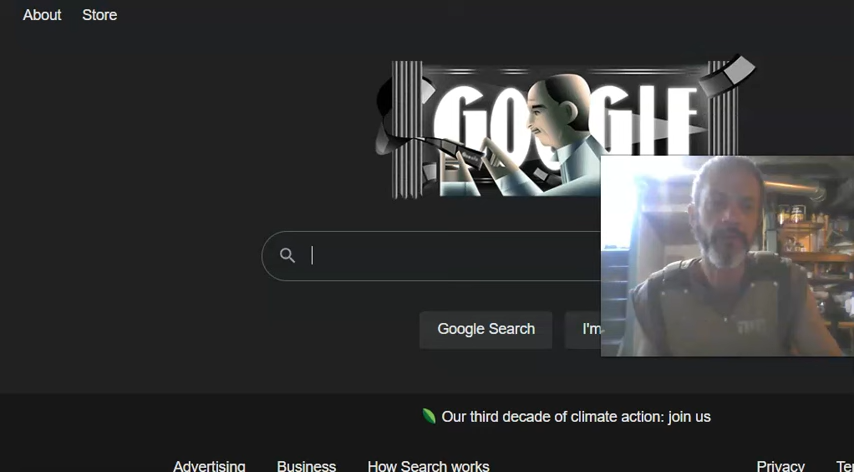 About Store
GOOGLE
Google Search I'm
Our third decade of climate action: join us
Advertising Business How Search works Privacy Te